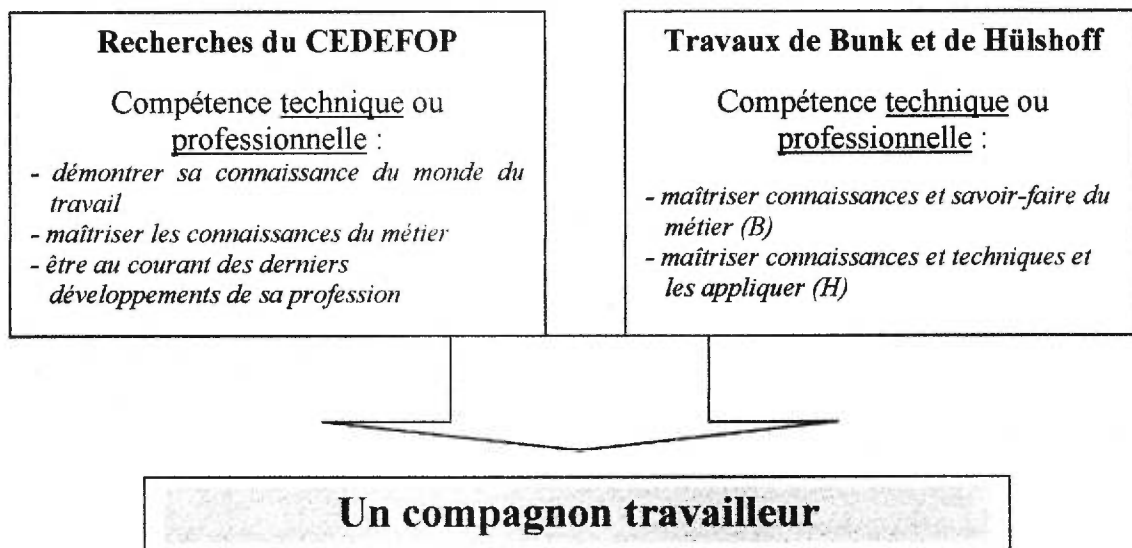 Recherches du CEDEFOP
Compétence technique ou
professionnelle :
- démontrer sa connaissance du monde du
travail
- maîtriser les connaissances du métier
- être au courant des derniers
développements de sa profession
Travaux de Bunk et de Hülshoff
Compétence technique ou
professionnelle :
- maîtriser connaissances et savoir-faire du
métier (B)
- maîtriser connaissances et techniques et
les appliquer (H)
Un compagnon travailleur